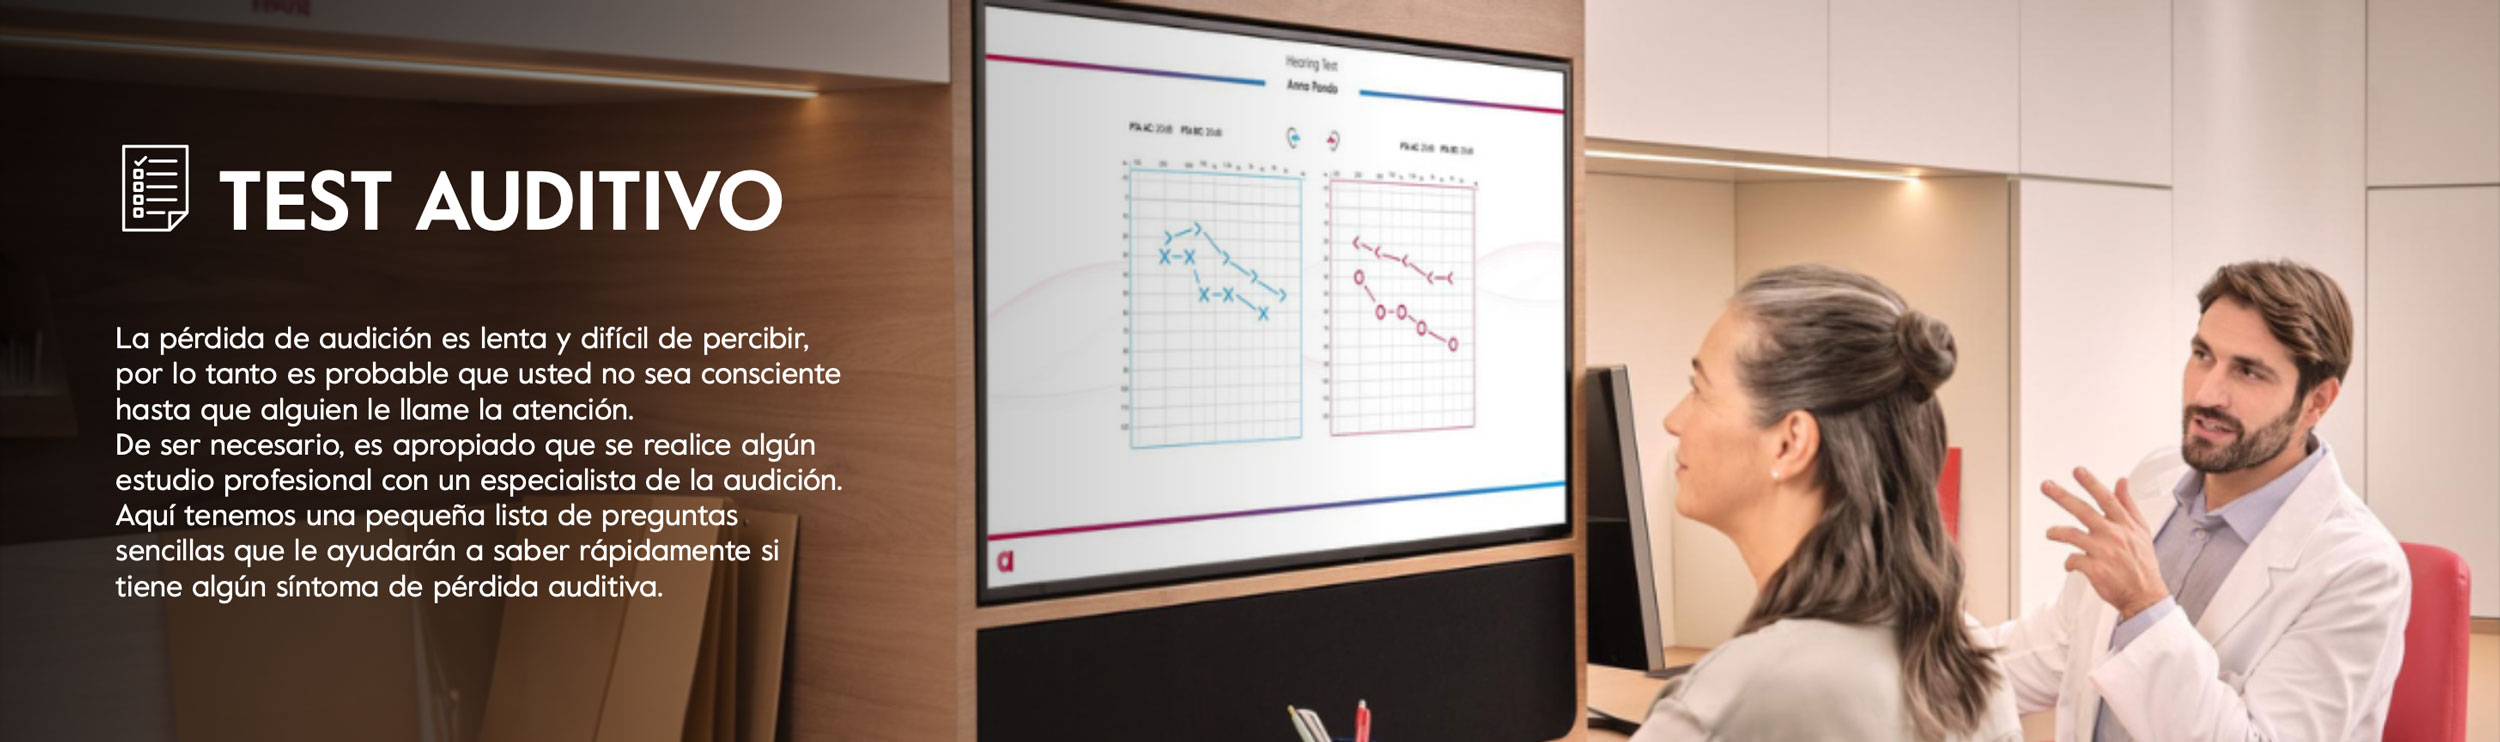 TEST AUDITIVO
La pérdida de audición es lenta y difícil de percibir,
por lo tanto es probable que usted no sea consciente
hasta que alguien le llame la atención.
De ser necesario, es apropiado que se realice algún
estudio profesional con un especialista de la audición.
Aquí tenemos una pequeña lista de preguntas
sencillas que le ayudarán a saber rápidamente si
tiene algún síntoma de pérdida auditiva.
Hearing Test
Anna Pondo
a